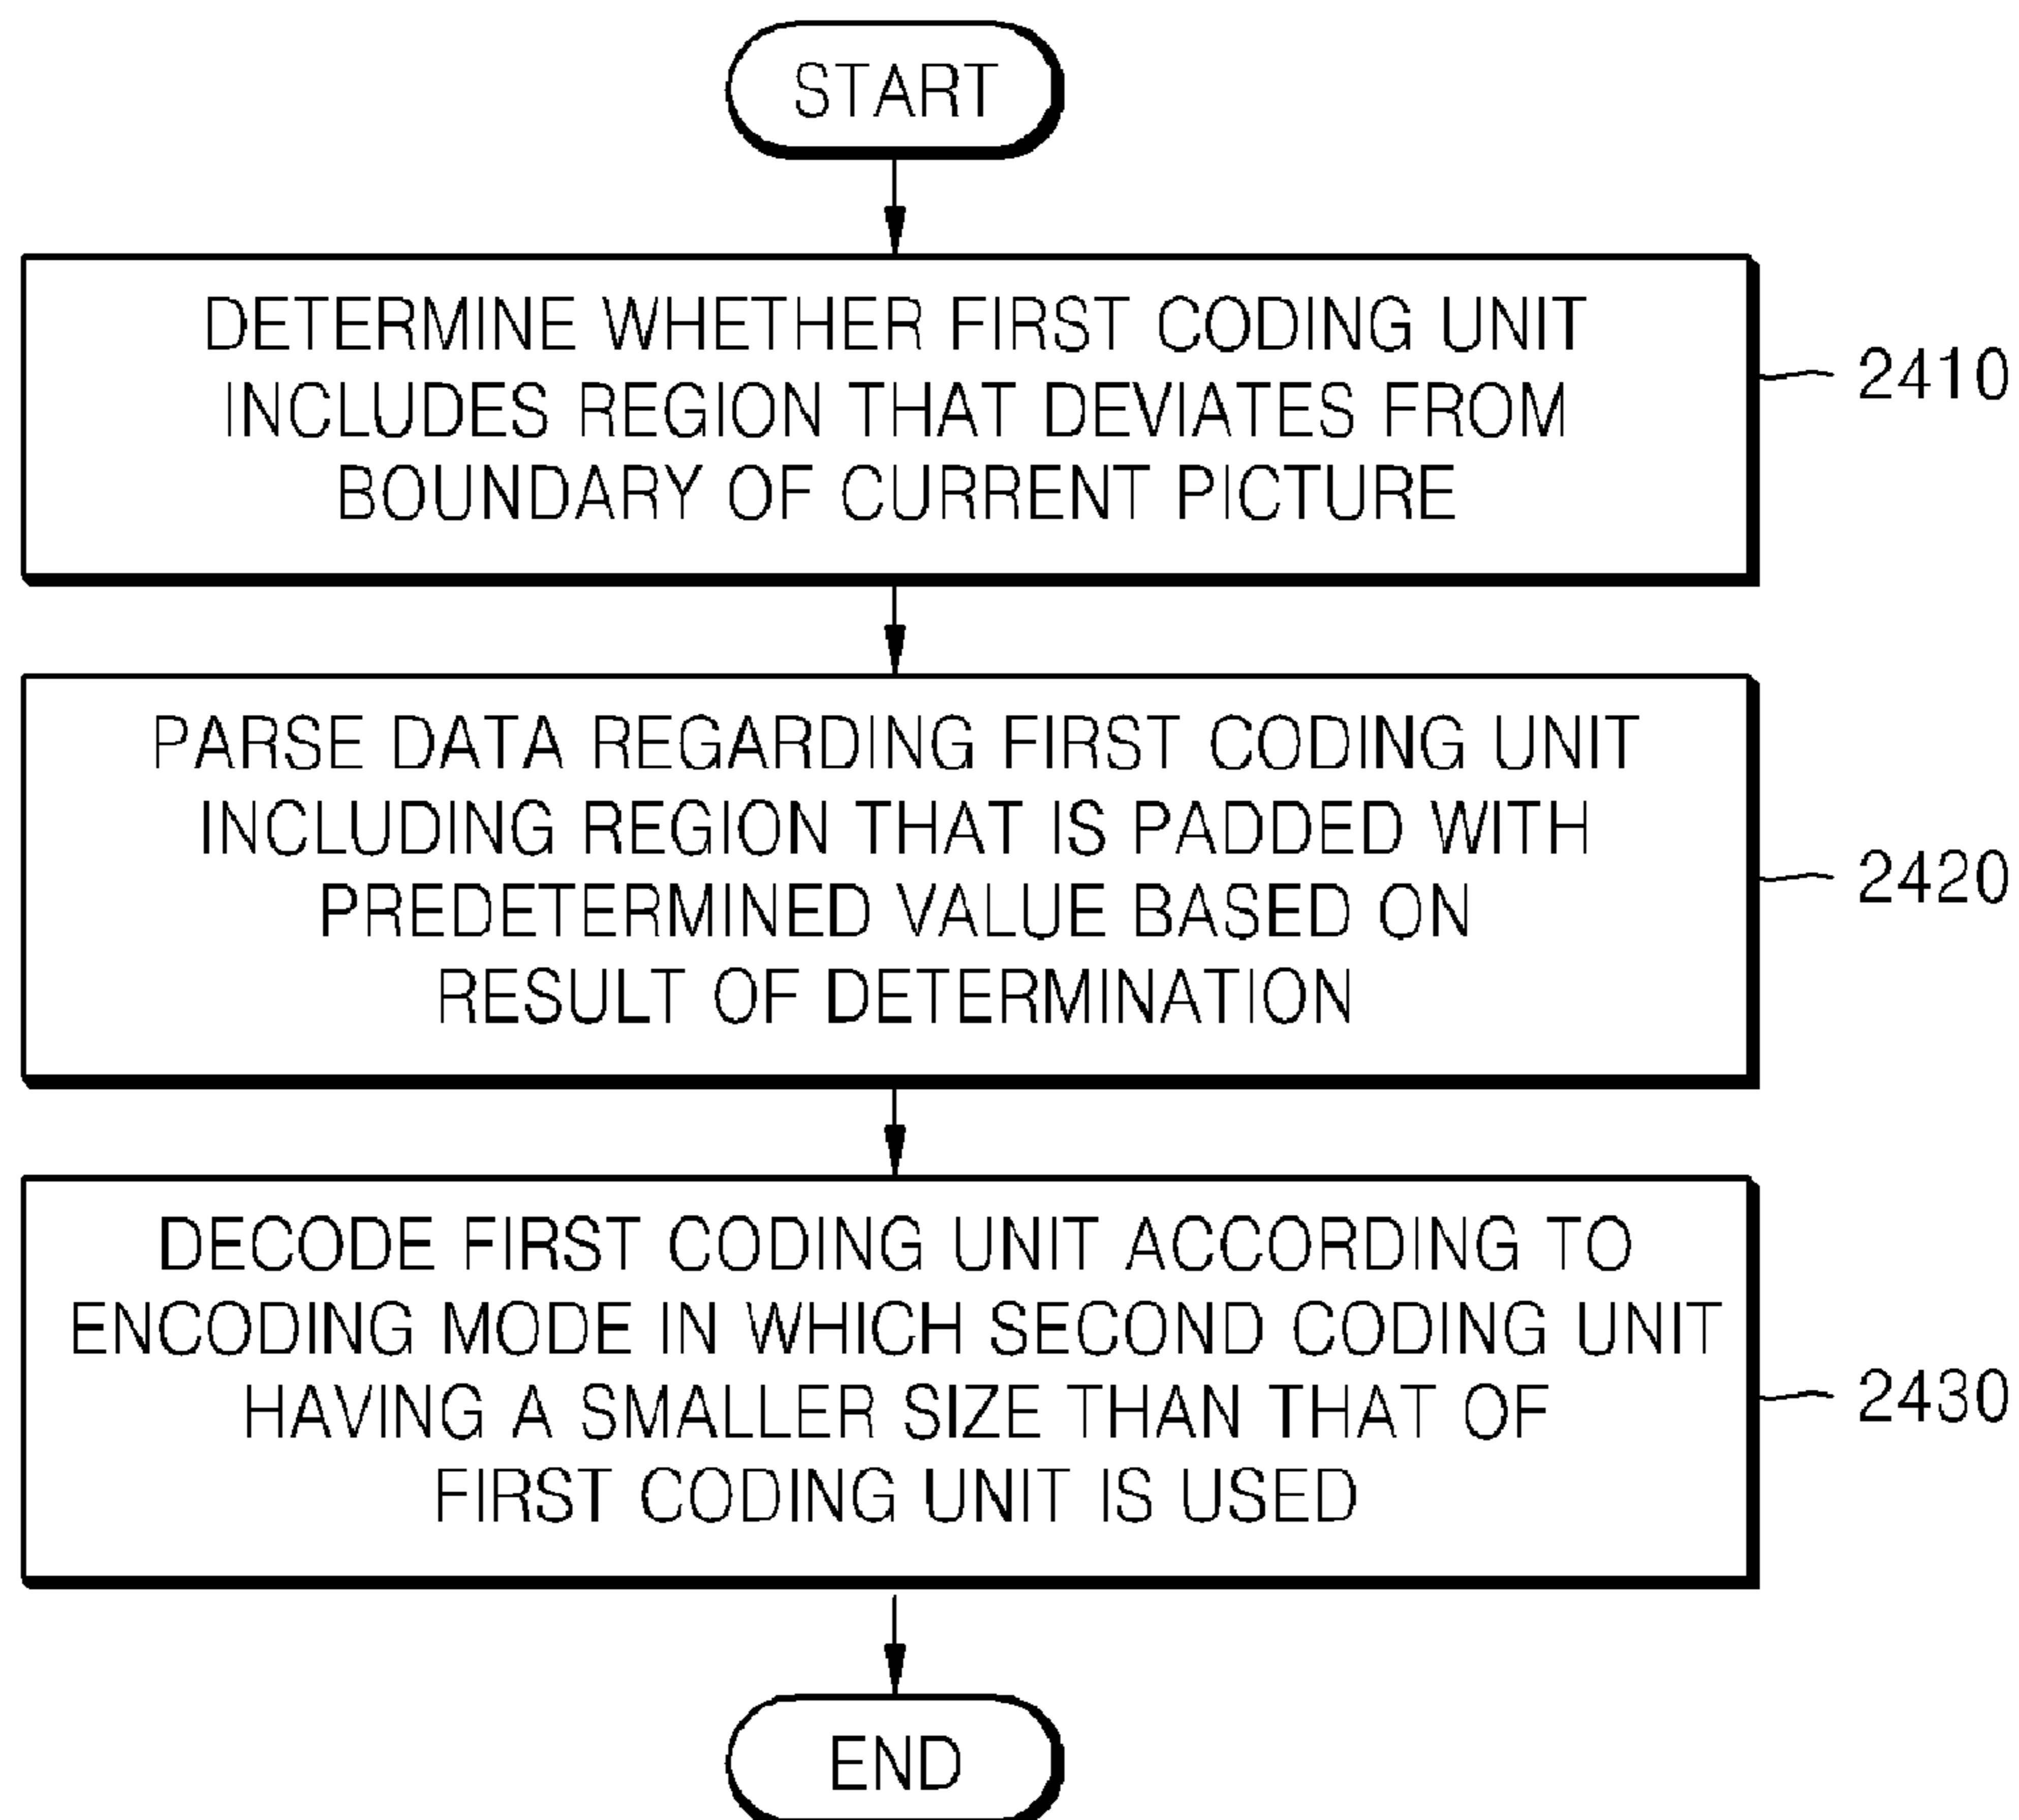 START
DETERMINE WHETHER FIRST CODING UNIT
INCLUDES REGION THAT DEVIATES FROM
BOUNDARY OF CURRENT PICTURE
2410
PARSE DATA REGARDING FIRST CODING UNIT
INCLUDING REGION THAT IS PADDED WITH
PREDETERMINED VALUE BASED ON
RESULT OF DETERMINATION
2420
DECODE FIRST CODING UNIT ACCORDING TO
ENCODING MODE IN WHICH SECOND CODING UNIT
HAVING A SMALLER SIZE THAN THAT OF
FIRST CODING UNIT IS USED
2430
END